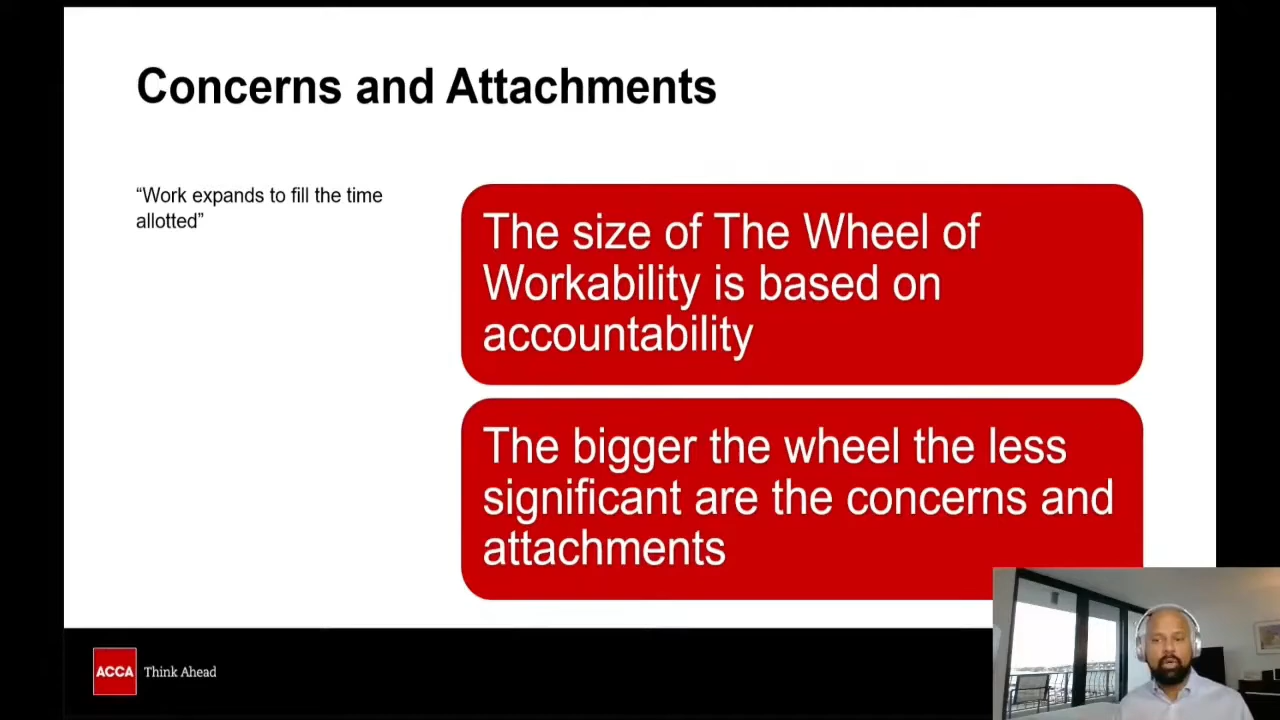 Concerns and Attachments
“Work expands to fill the time
allotted”
The size of The Wheel of
Workability is based on
accountability
The bigger the wheel the less
significant are the concerns and
attachments
ACCA Think Ahead